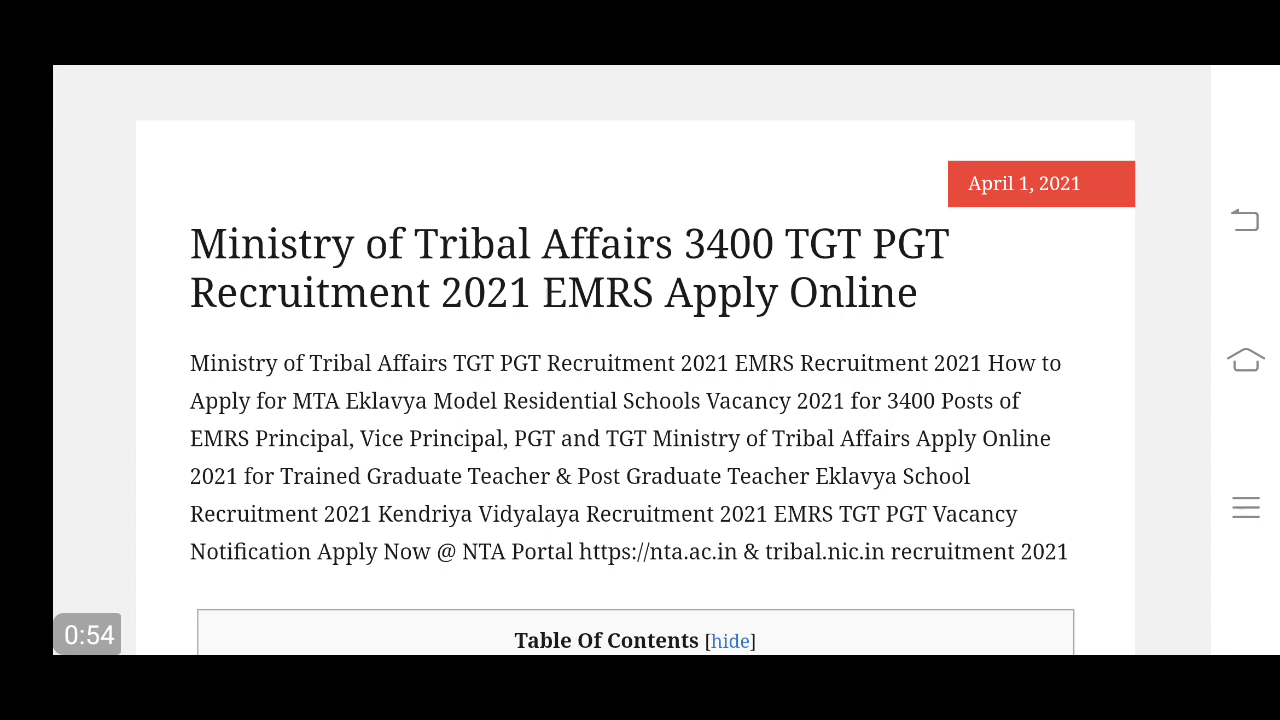 April 1, 2021
Ministry of Tribal Affairs 3400 TGT PGT
Recruitment 2021 EMRS Apply Online
Ministry of Tribal Affairs TGT PGT Recruitment 2021 EMRS Recruitment 2021 How to
Apply for MTA Eklavya Model Residential Schools Vacancy 2021 for 3400 Posts of
EMRS Principal, Vice Principal, PGT and TGT Ministry of Tribal Affairs Apply Online
2021 for Trained Graduate Teacher & Post Graduate Teacher Eklavya School
Recruitment 2021 Kendriya Vidyalaya Recruitment 2021 EMRS TGT PGT Vacancy
Notification Apply Now @ NTA Portal https://nta.ac.in & tribal.nic.in recruitment 2021
0:54
Table Of Contents [hide]